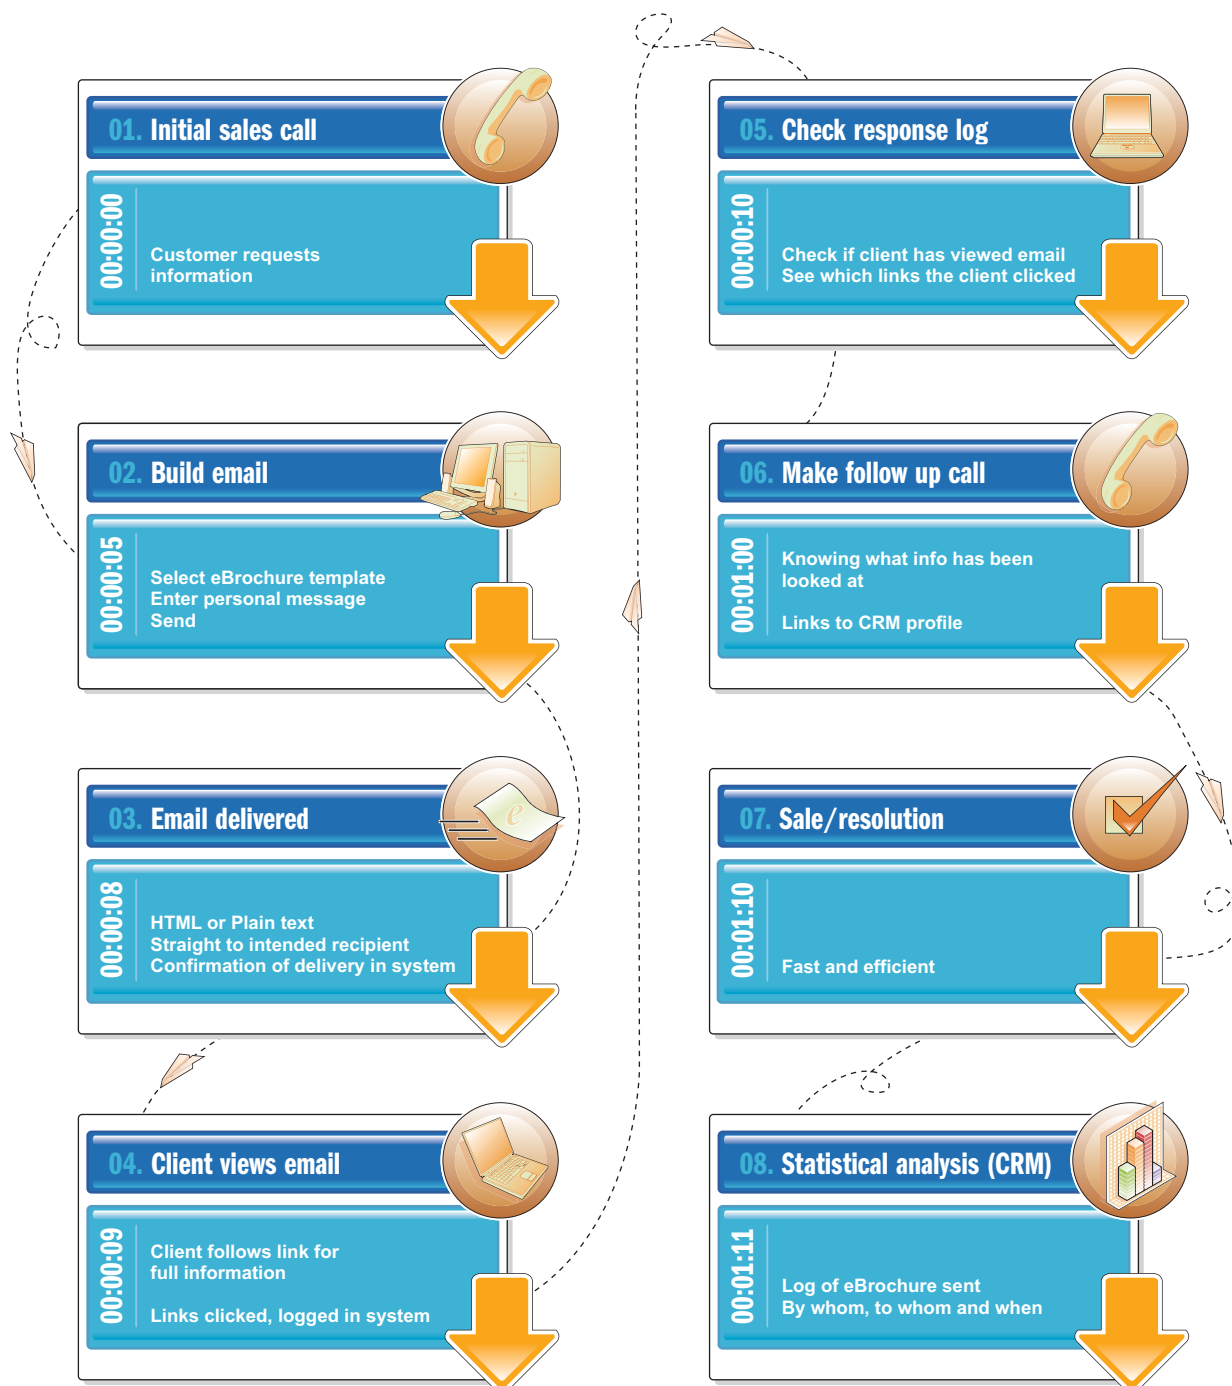 01. Initial sales call
00:00:00
Customer requests
information
02. Build email
00:00:05
Select eBrochure template
Enter personal message
Send
03. Email delivered
00:00:08
HTML or Plain text
Straight to intended recipient
Confirmation of delivery in system
e
04. Client views email
00:00:09
Client follows link for
full information
Links clicked, logged in system
05. Check response log
00:00:10
Check if client has viewed email
See which links the client clicked
06. Make follow up call
00:01:00
Knowing what info has been
looked at
Links to CRM profile
07. Sale/resolution
00:01:10
Fast and efficient
08. Statistical analysis (CRM)
00:01:11
Log of eBrochure sent
By whom, to whom and when